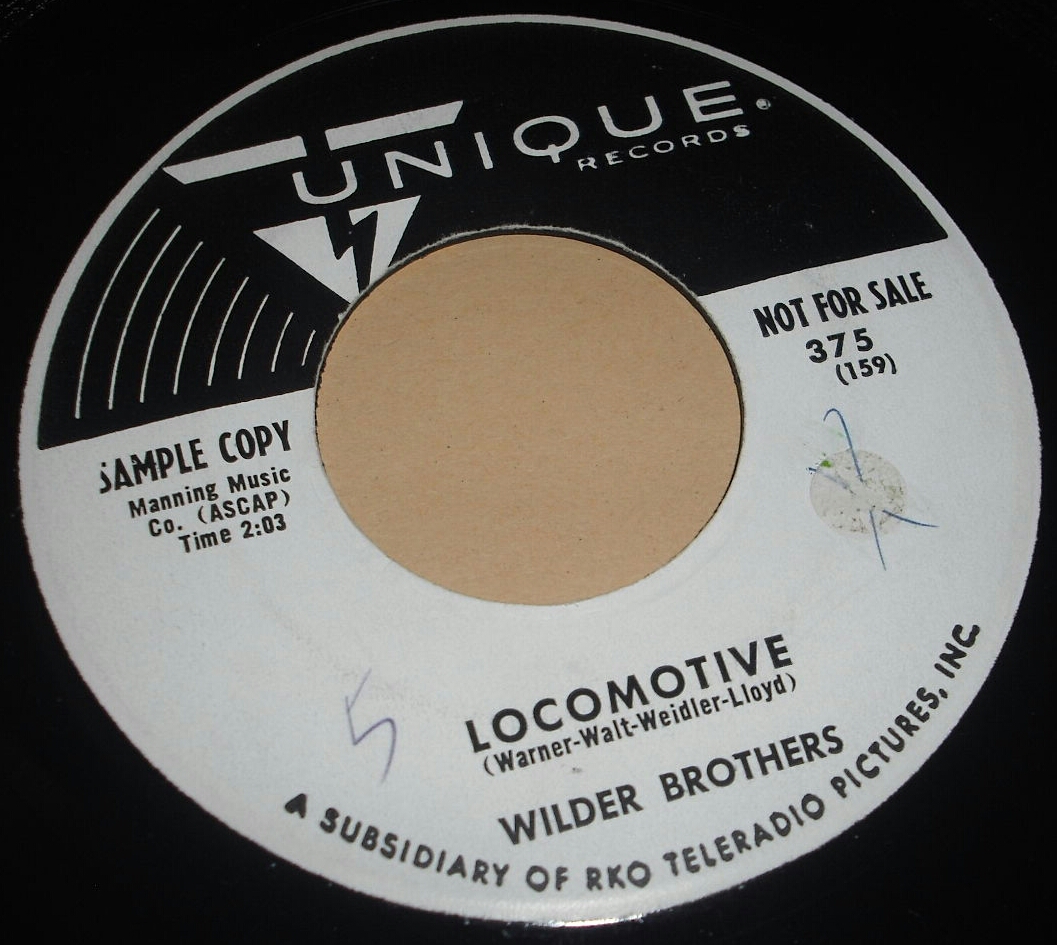 UNIQUE
RECORDS
NOT FOR SALE
375
(159)
SAMPLE COPY
Manning Music
Co. (ASCAP)
Time 2:03
5
LOCOMOTIVE
(Warner-Walt-Weidler-Lloyd)
WILDER BROTHERS
A SUBSIDIARY OF RKO TELERADIO PICTURES, INC.